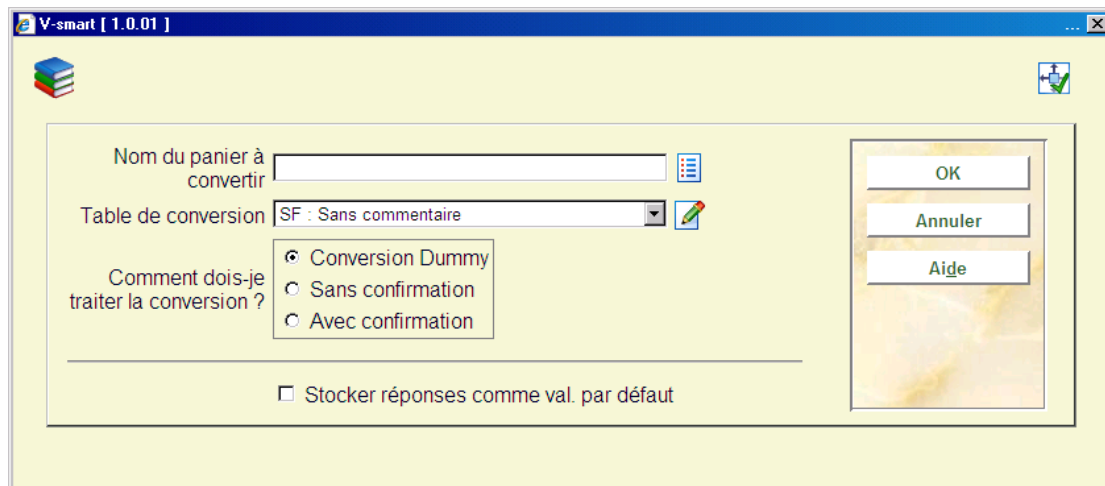 V-smart [ 1.0.01 ]
...
Nom du panier à
convertir
Table de conversion
SF : Sans commentaire
Comment dois-je
traiter la conversion ?
Conversion Dummy
Sans confirmation
Avec confirmation
Stocker réponses comme val. par défaut
OK
Annuler
Aide